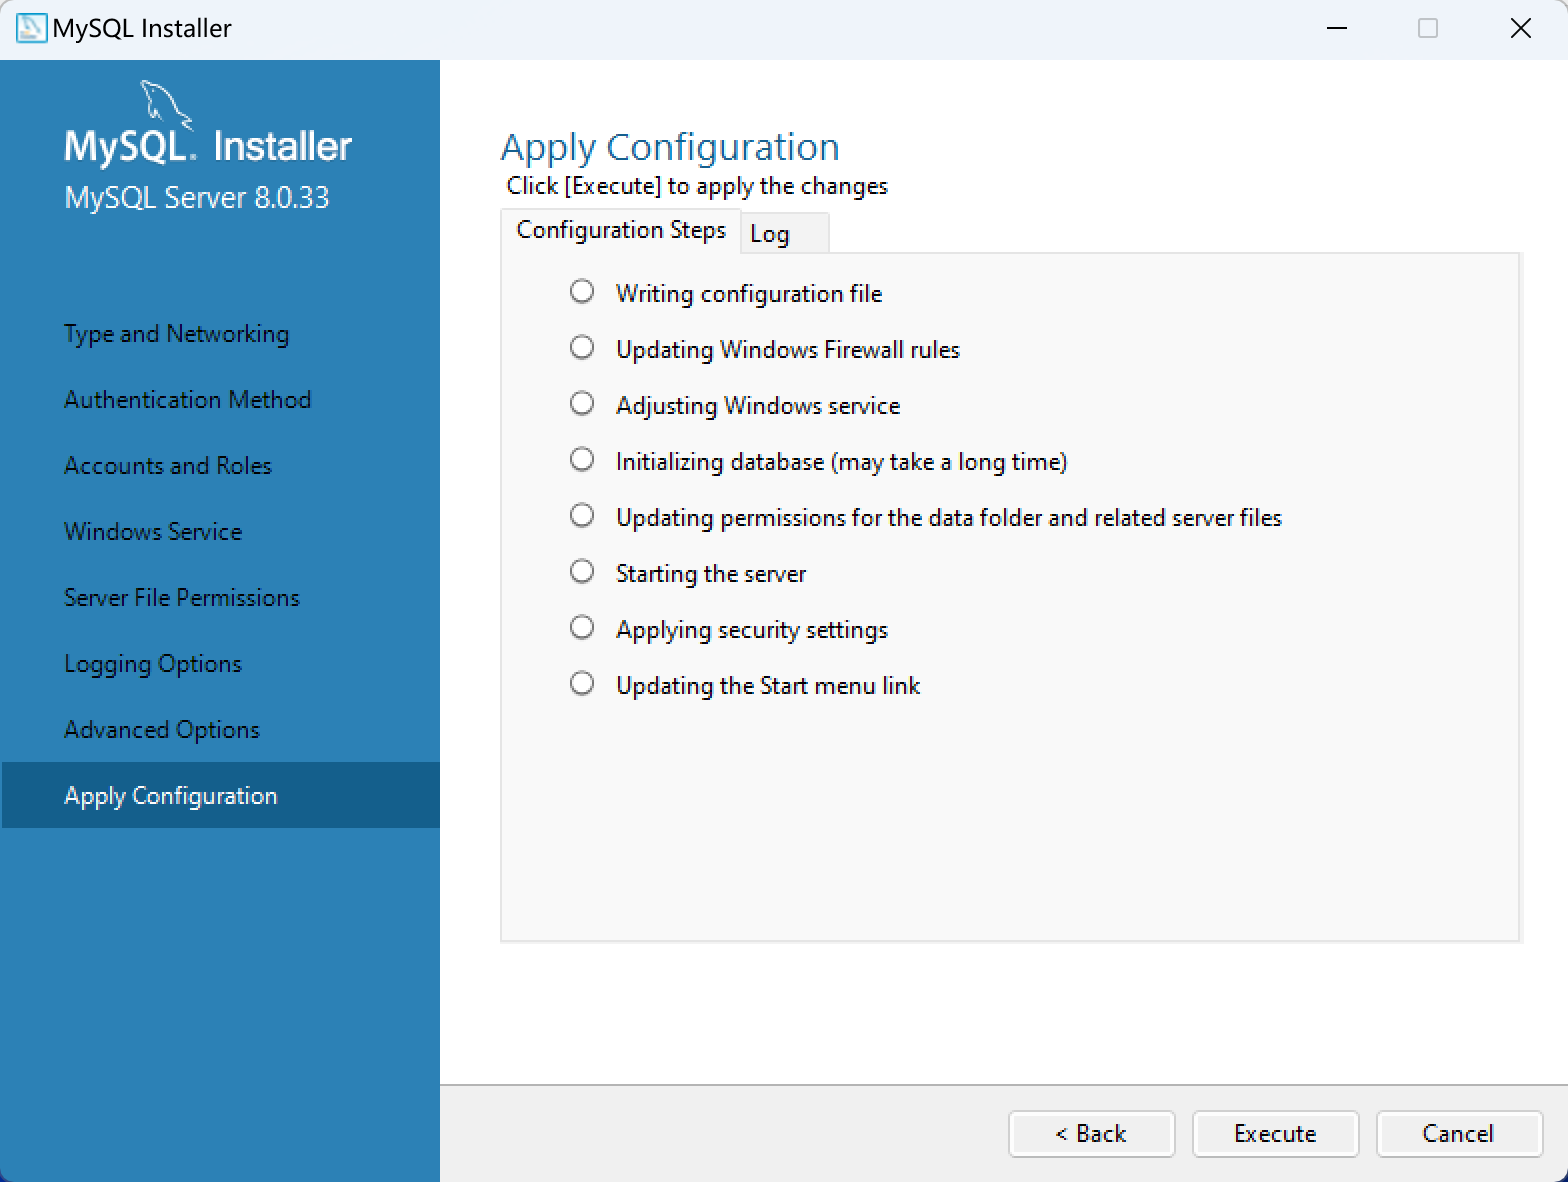 MySQL Installer
MySQL. Installer
MySQL Server 8.0.33
Type and Networking
Authentication Method
Accounts and Roles
Windows Service
Server File Permissions
Logging Options
Advanced Options
Apply Configuration
Apply Configuration
Click [Execute] to apply the changes
Configuration Steps
Log
Writing configuration file
Updating Windows Firewall rules
Adjusting Windows service
Initializing database (may take a long time)
Updating permissions for the data folder and related server files
Starting the server
Applying security settings
Updating the Start menu link
< Back
Execute
Cancel